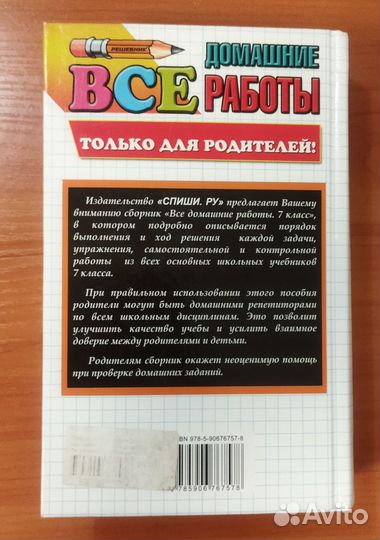 РЕШЕБНИК
ВСЕ ДОМАШНИЕ
РАБОТЫ
ТОЛЬКО ДЛЯ РОДИТЕЛЕЙ!
Издательство «СПИШИ. РУ» предлагает Вашему
вниманию сборник «Все домашние работы. 7 класс»,
в котором подробно описывается порядок
выполнения и ход решения каждой задачи,
упражнения, самостоятельной и контрольной
работы из всех основных школьных учебников
7 класса.
При правильном использовании этого пособия
родители могут быть домашними репетиторами
по всем школьным дисциплинам. Это позволит
улучшить качество учебы и усилить взаимное
доверие между родителями и детьми.
Родителям сборник окажет неоценимую помощь
при проверке домашних заданий.
BN 978-5-90676757-8
785906 767578
Avito